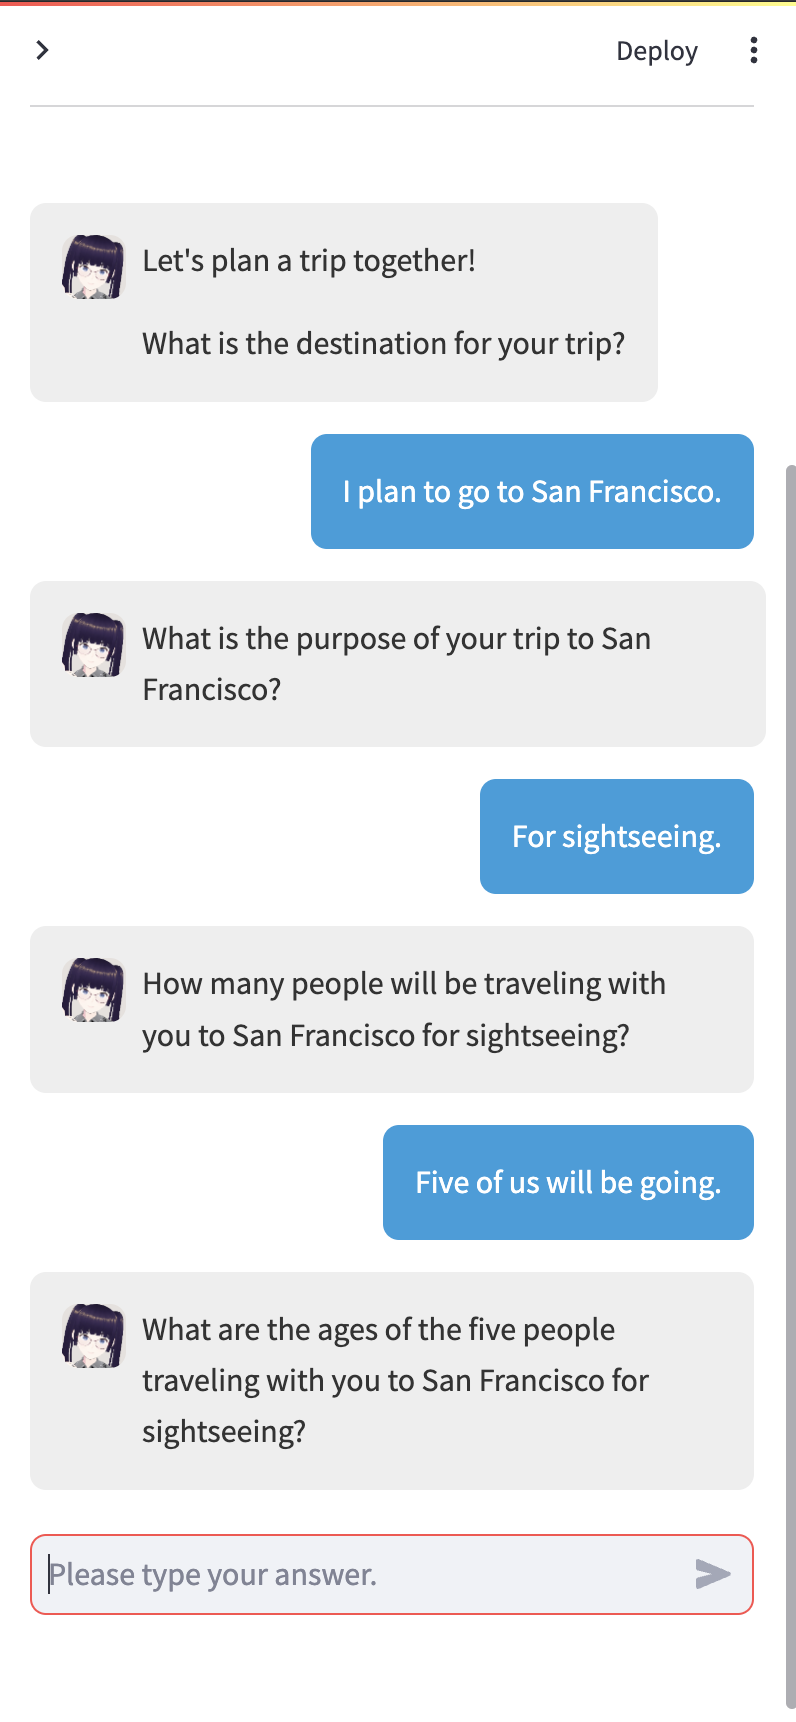 Deploy
Let's plan a trip together!
What is the destination for your trip?
I plan to go to San Francisco.
What is the purpose of your trip to San
Francisco?
For sightseeing.
How many people will be traveling with
you to San Francisco for sightseeing?
Five of us will be going.
What are the ages of the five people
traveling with you to San Francisco for
sightseeing?
Please type your answer.